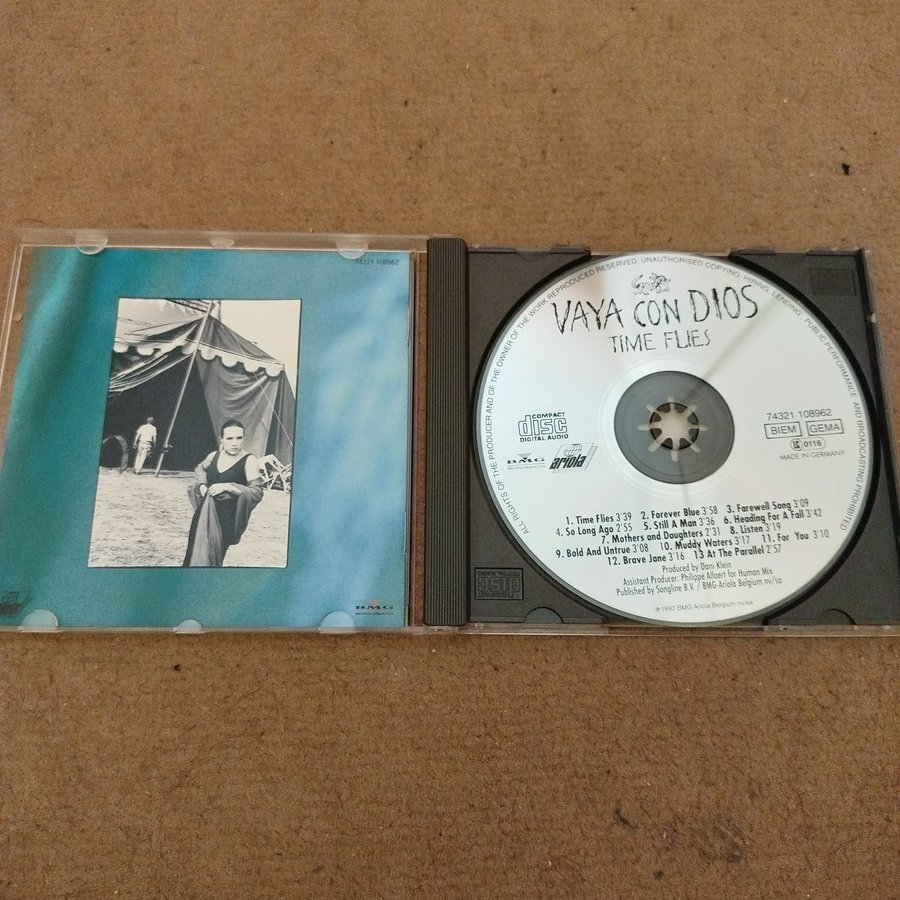 74321 108962
BMG
ALL RIGHTS OF THE PRODUCER AND OF THE OWNER OF THE WORK REPRODUCED RESERVED. UNAUTHORISED COPYING, HIRING, LENDING, PUBLIC PERFORMANCE AND BROADCASTING PROHIBITED
VAYA CON DIOS
TIME FLIES
COMPACT
disc
DIGITAL AUDIO
BMG
ariola
74321 108962
BIEM GEMA
LC 0116
MADE IN GERMANY
1. Time Flies 3'39 2. Forever Blue 3'58 3. Farewell Song 3'09
4. So Long Ago 2'55 5. Still A Man 3'36 6. Heading For A Fall 3'42
7. Mothers and Daughters 2'31 8. Listen 3'19
9. Bold And Untrue 3'08 10. Muddy Waters 3'17 11. For You 3'10
12. Brave Jane 3'16 13 At The Parallel 2'57
Produced by Dani Klein
Assistant Producer: Philippe Allaert for Human Mix
Published by Songline B.V. / BMG-Ariola Belgium nv/sa
℗ 1992 BMG Ariola Belgium nv/sa